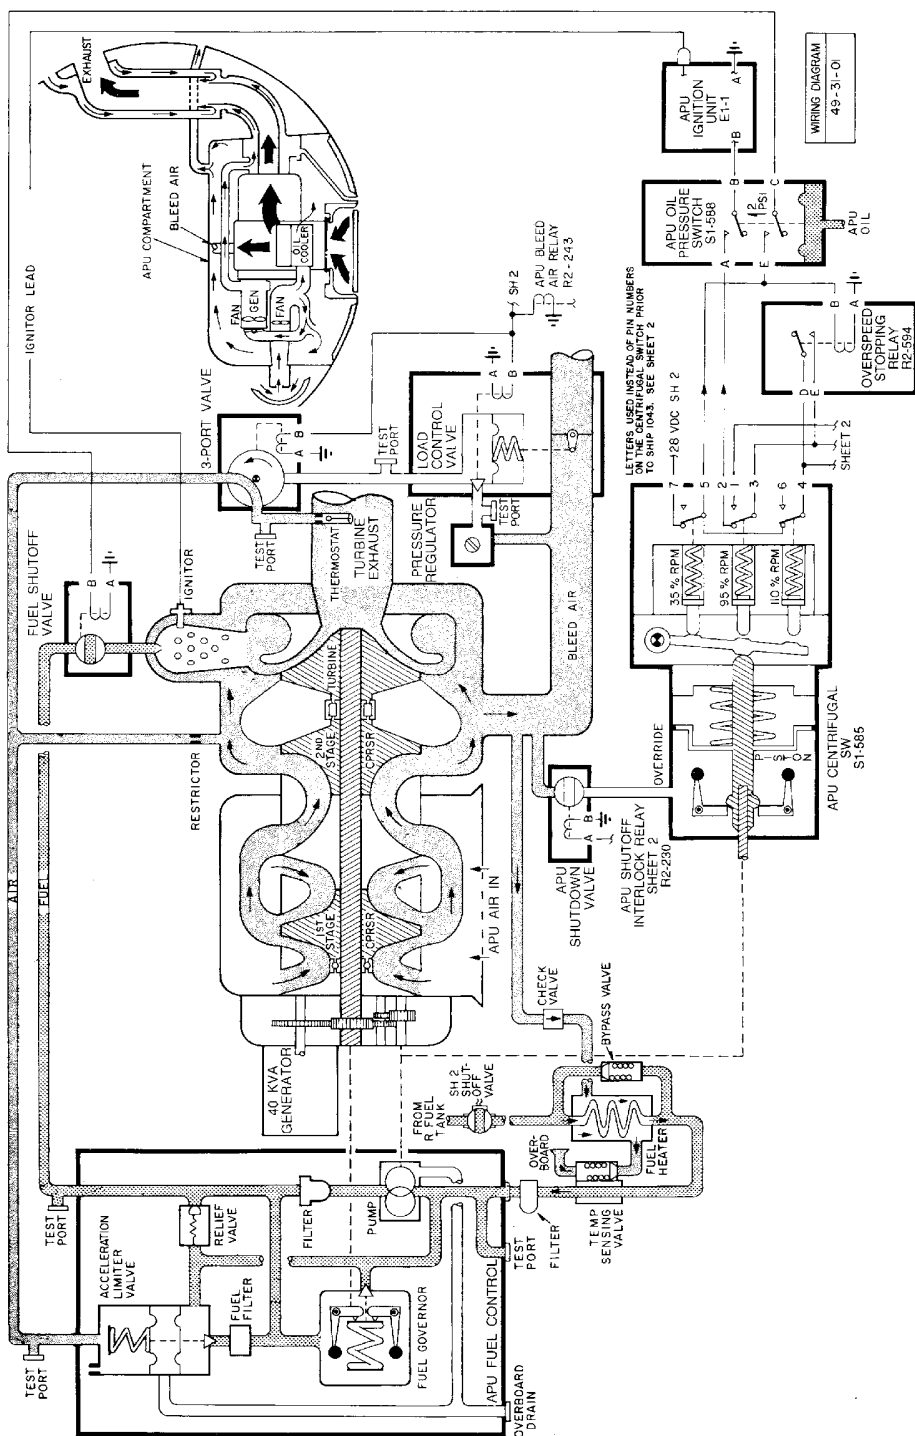 AIR
FUEL
TEST
PORT
ACCELERATION
LIMITER
VALVE
TEST
PORT
RELIEF
VALVE
FUEL
FILTER
FILTER
PUMP
FUEL GOVERNOR
APU FUEL CONTROL
OVERBOARD
DRAIN
TEST
PORT
FILTER
TEMP
SENSING
VALVE
OVER-
BOARD
FUEL
HEATER
FROM
R FUEL
TANK
SH 2
SHUT-
OFF
VALVE
BYPASS VALVE
CHECK
VALVE
40 KVA
GENERATOR
1ST
STAGE
CPRSR
2ND
STAGE
CPRSR
TURBINE
APU AIR IN
RESTRICTOR
FUEL SHUTOFF
VALVE
B
A
IGNITOR
IGNITOR LEAD
THERMOSTAT
TURBINE
EXHAUST
TEST
PORT
3-PORT VALVE
A
B
TEST
PORT
PRESSURE
REGULATOR
LOAD
CONTROL
VALVE
A
B
TEST
PORT
BLEED AIR
SH 2
APU BLEED
AIR RELAY
R2-243
EXHAUST
APU COMPARTMENT
BLEED AIR
FAN
GEN
FAN
OIL
COOLER
APU
SHUTDOWN
VALVE
A
B
APU SHUTOFF
INTERLOCK RELAY
SHEET 2
R2-230
OVERRIDE
PISTON
APU CENTRIFUGAL
SW
S1-585
35% RPM
95% RPM
110% RPM
7
5
2
1
3
6
4
28 VDC SH 2
SHEET 2
LETTERS USED INSTEAD OF PIN NUMBERS
ON THE CENTRIFUGAL SWITCH PRIOR
TO SHIP 1043. SEE SHEET 2
D
E
B
A
OVERSPEED
STOPPING
RELAY
R2-594
APU OIL
PRESSURE
SWITCH
S1-588
A
E
B
C
2
PSI
APU
OIL
APU
IGNITION
UNIT
E1-1
B
A
WIRING DIAGRAM
49-31-01